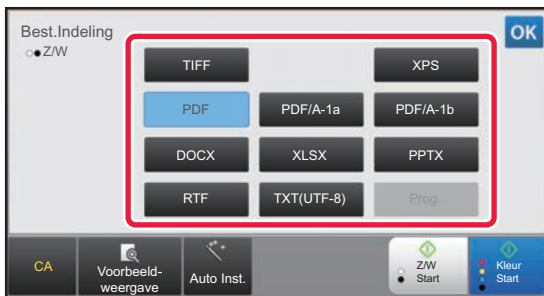 Best.Indeling
Z/W
OK
TIFF
XPS
PDF
PDF/A-1a
PDF/A-1b
DOCX
XLSX
PPTX
RTF
TXT(UTF-8)
Prog.
CA
Voorbeeld-
weergave
Auto Inst.
Z/W
Start
Kleur
Start